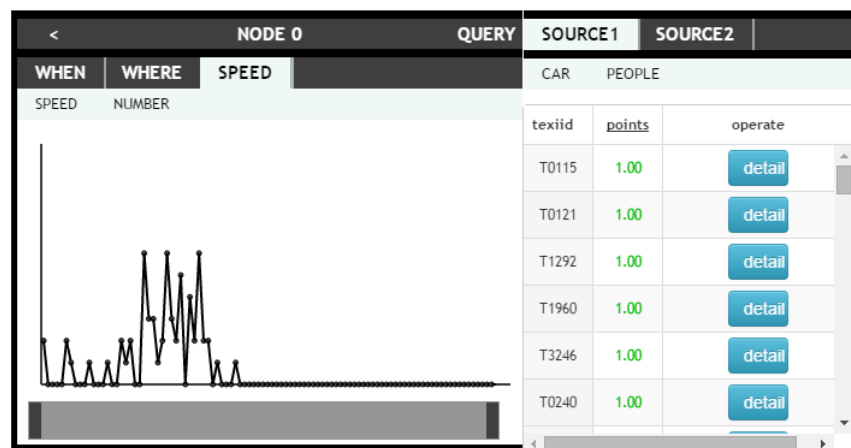 < NODE 0 QUERY
WHEN WHERE SPEED
SPEED NUMBER
SOURCE1 SOURCE2
CAR PEOPLE
texiid points operate
T0115 1.00 detail
T0121 1.00 detail
T1292 1.00 detail
T1960 1.00 detail
T3246 1.00 detail
T0240 1.00 detail